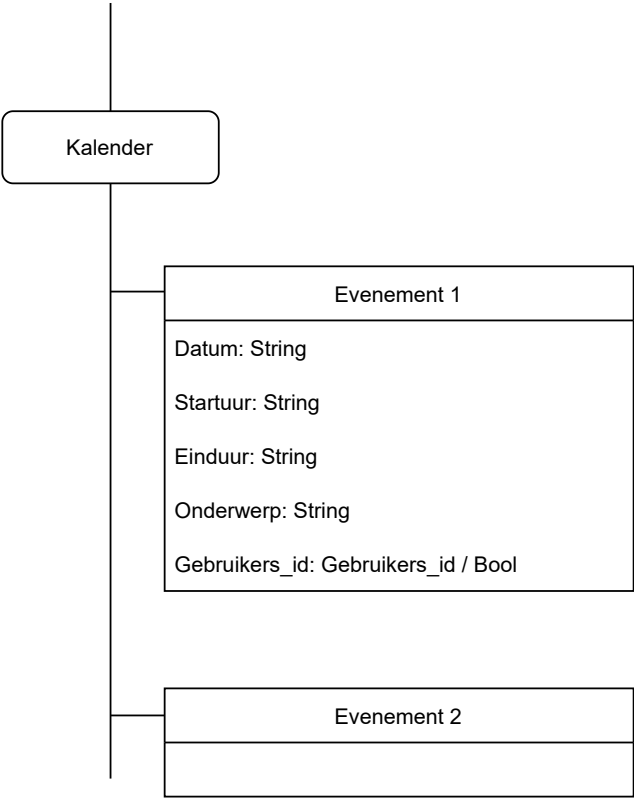 Kalender
Evenement 1
Datum: String
Startuur: String
Einduur: String
Onderwerp: String
Gebruikers_id: Gebruikers_id / Bool
Evenement 2